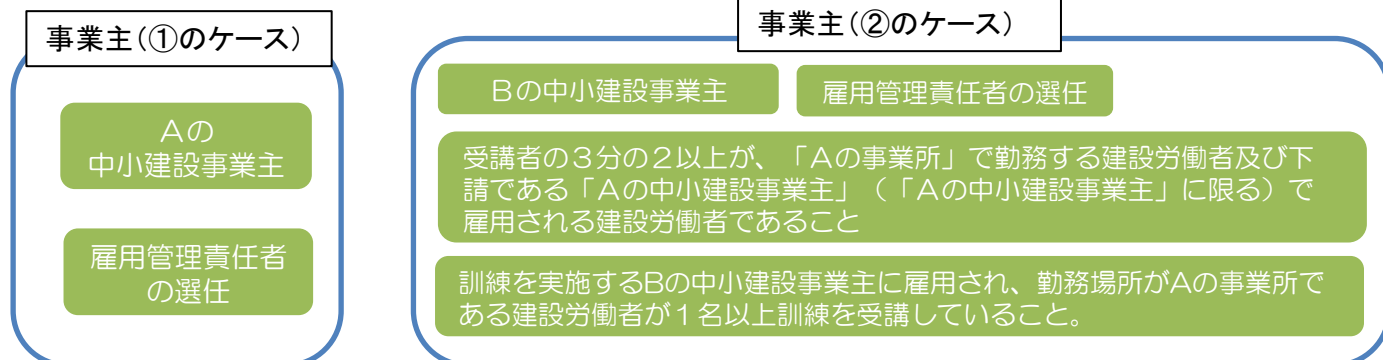 事業主(①のケース)
Aの
中小建設事業主
雇用管理責任者
の選任
事業主(②のケース)
Bの中小建設事業主
雇用管理責任者の選任
受講者の3分の2以上が、「Aの事業所」で勤務する建設労働者及び下
請である「Aの中小建設事業主」(「Aの中小建設事業主」に限る)で
雇用される建設労働者であること
訓練を実施するBの中小建設事業主に雇用され、勤務場所がAの事業所で
ある建設労働者が1名以上訓練を受講していること。